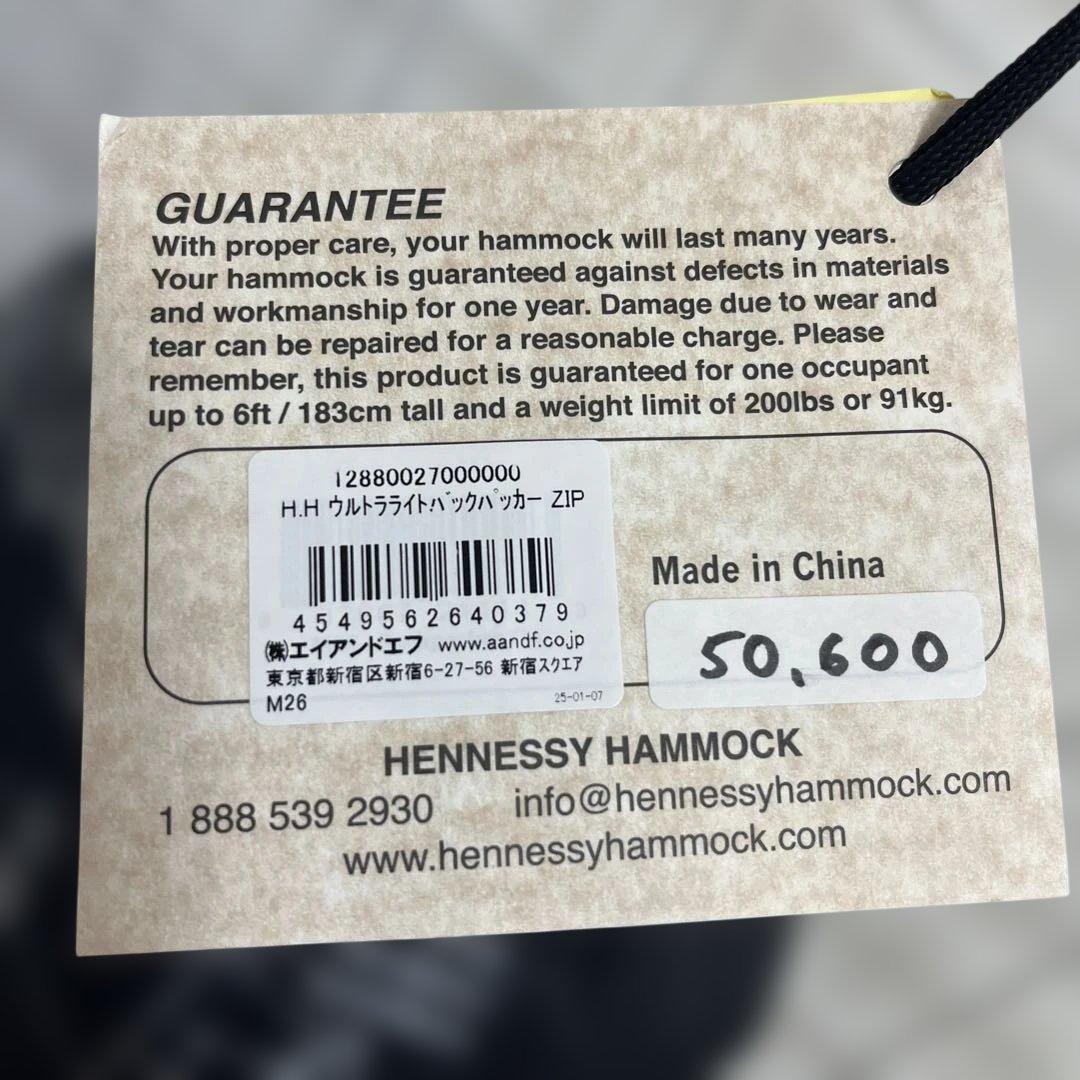 GUARANTEE
With proper care, your hammock will last many years.
Your hammock is guaranteed against defects in materials
and workmanship for one year. Damage due to wear and
tear can be repaired for a reasonable charge. Please
remember, this product is guaranteed for one occupant
up to 6ft / 183cm tall and a weight limit of 200lbs or 91kg.
12880027000000
H.H ウルトラライトバックパッカー ZIP
4549562640379
㈱エイアンドエフ www.aandf.co.jp
東京都新宿区新宿6-27-56 新宿スクエア
M26 25-01-07
Made in China
50,600
HENNESSY HAMMOCK
1 888 539 2930 info@hennessyhammock.com
www.hennessyhammock.com